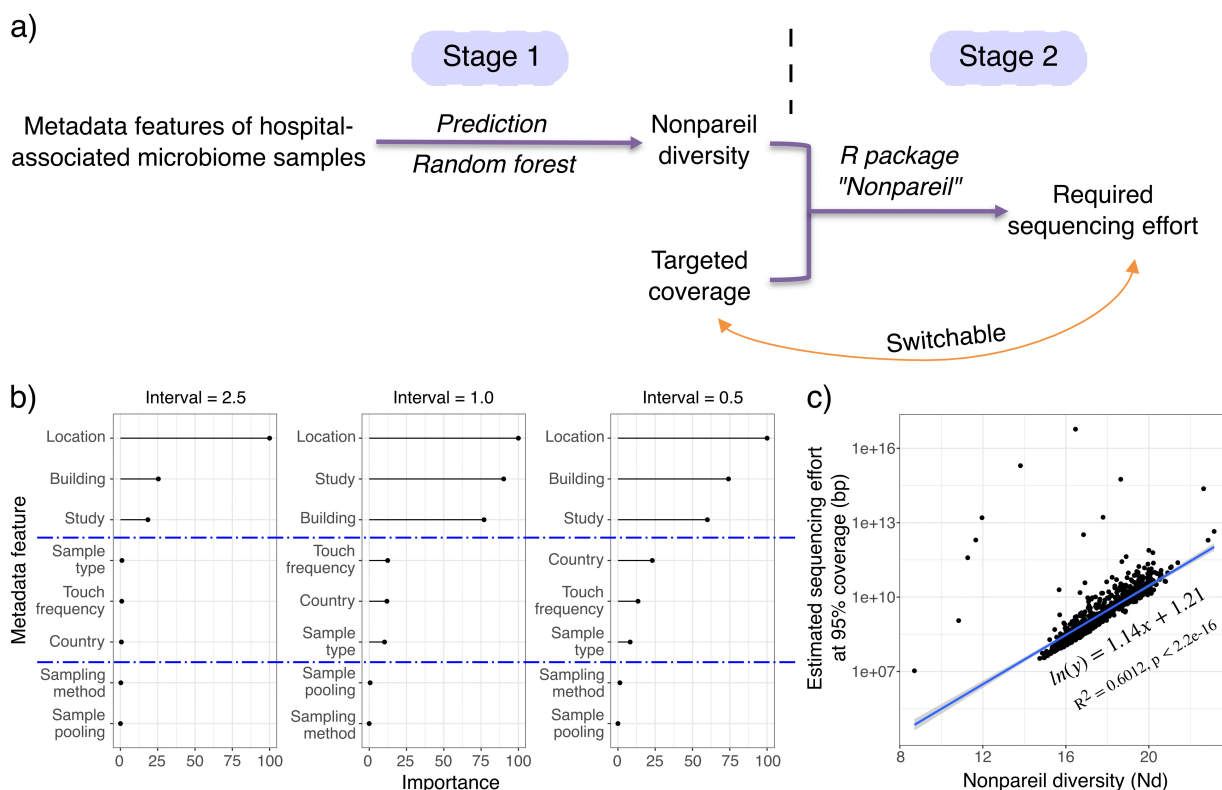 a)
Stage 1
Stage 2
Metadata features of hospital-
associated microbiome samples
Prediction
Random forest
Nonpareil
diversity
R package
"Nonpareil"
Required
sequencing effort
Targeted
coverage
Switchable
b)
Interval = 2.5
Interval = 1.0
Interval = 0.5
Metadata feature
Location
Building
Study
Sample
type
Touch
frequency
Country
Sampling
method
Sample
pooling
0
25
50
75
100
Location
Study
Building
Touch
frequency
Country
Sample
type
Sample
pooling
Sampling
method
0
25
50
75
100
Location
Building
Study
Country
Touch
frequency
Sample
type
Sampling
method
Sample
pooling
0
25
50
75
100
Importance
c)
Estimated sequencing effort
at 95% coverage (bp)
1e+16
1e+13
1e+10
1e+07
ln(y) = 1.14x + 1.21
R² = 0.6012, p < 2.2e-16
8
12
16
20
Nonpareil diversity (Nd)